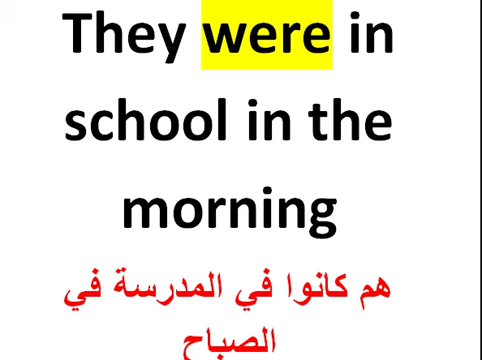 They were in
school in the
morning
هم كانوا في المدرسة في
الصباح